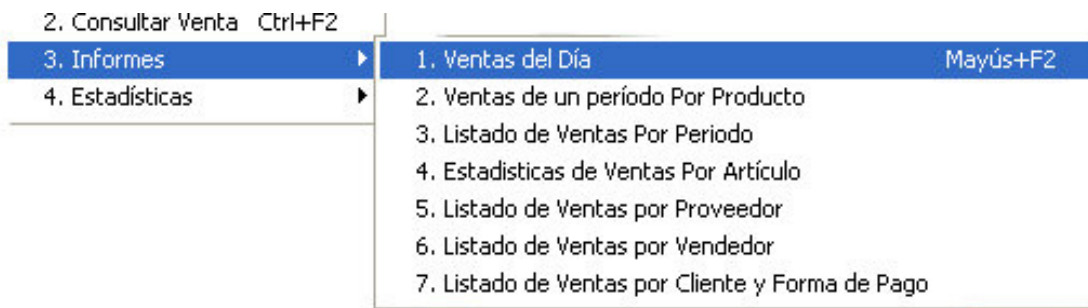 2. Consultar Venta Ctrl+F2
3. Informes
4. Estadísticas
1. Ventas del Día Mayús+F2
2. Ventas de un período Por Producto
3. Listado de Ventas Por Periodo
4. Estadisticas de Ventas Por Artículo
5. Listado de Ventas por Proveedor
6. Listado de Ventas por Vendedor
7. Listado de Ventas por Cliente y Forma de Pago